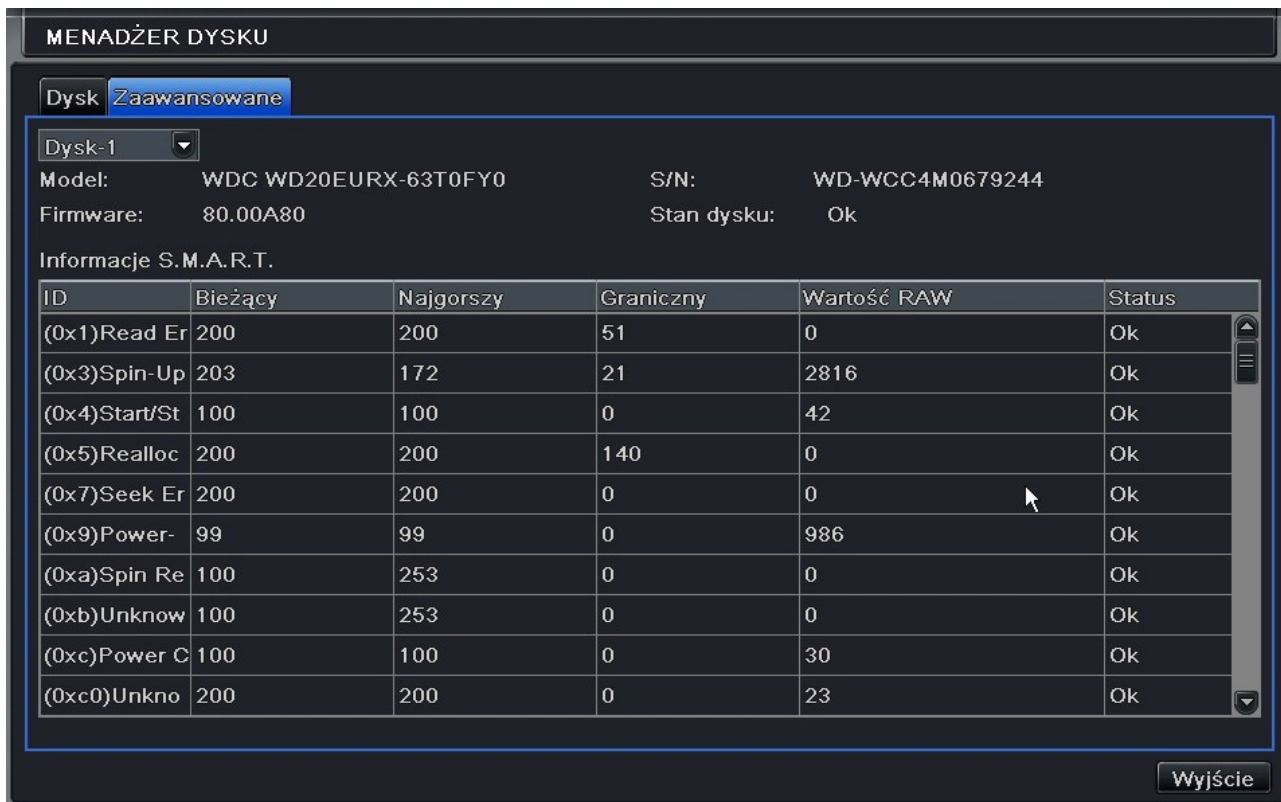 MENADŻER DYSKU
Dysk Zaawansowane
Dysk-1
Model: WDC WD20EURX-63T0FY0 S/N: WD-WCC4M0679244
Firmware: 80.00A80 Stan dysku: Ok
Informacje S.M.A.R.T.
ID Bieżący Najgorszy Graniczny Wartość RAW Status
(0x1)Read Er 200 200 51 0 Ok
(0x3)Spin-Up 203 172 21 2816 Ok
(0x4)Start/St 100 100 0 42 Ok
(0x5)Realloc 200 200 140 0 Ok
(0x7)Seek Er 200 200 0 0 Ok
(0x9)Power- 99 99 0 986 Ok
(0xa)Spin Re 100 253 0 0 Ok
(0xb)Unknow 100 253 0 0 Ok
(0xc)Power C 100 100 0 30 Ok
(0xc0)Unkno 200 200 0 23 Ok
Wyjście